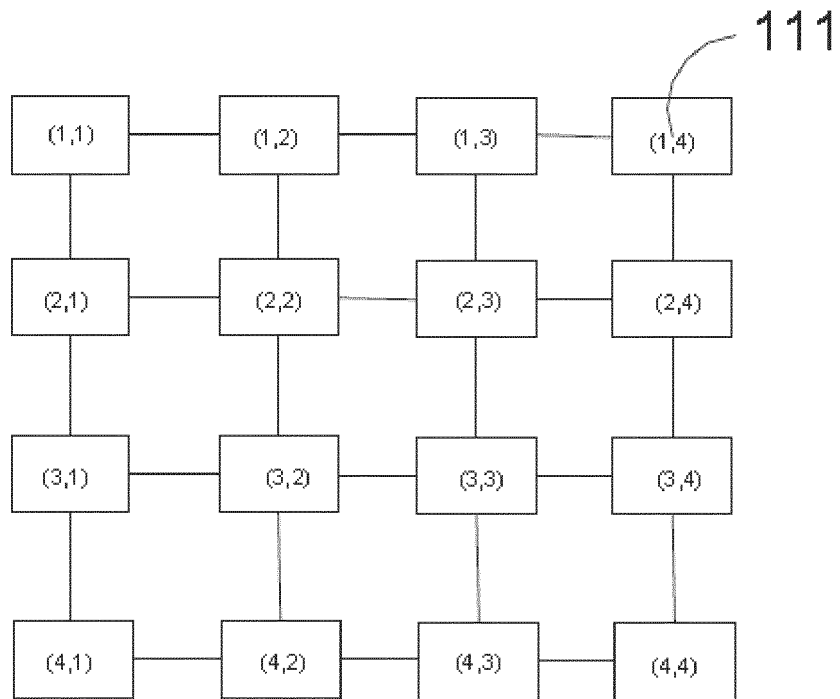 111
(1,1) (1,2) (1,3) (1,4)
(2,1) (2,2) (2,3) (2,4)
(3,1) (3,2) (3,3) (3,4)
(4,1) (4,2) (4,3) (4,4)